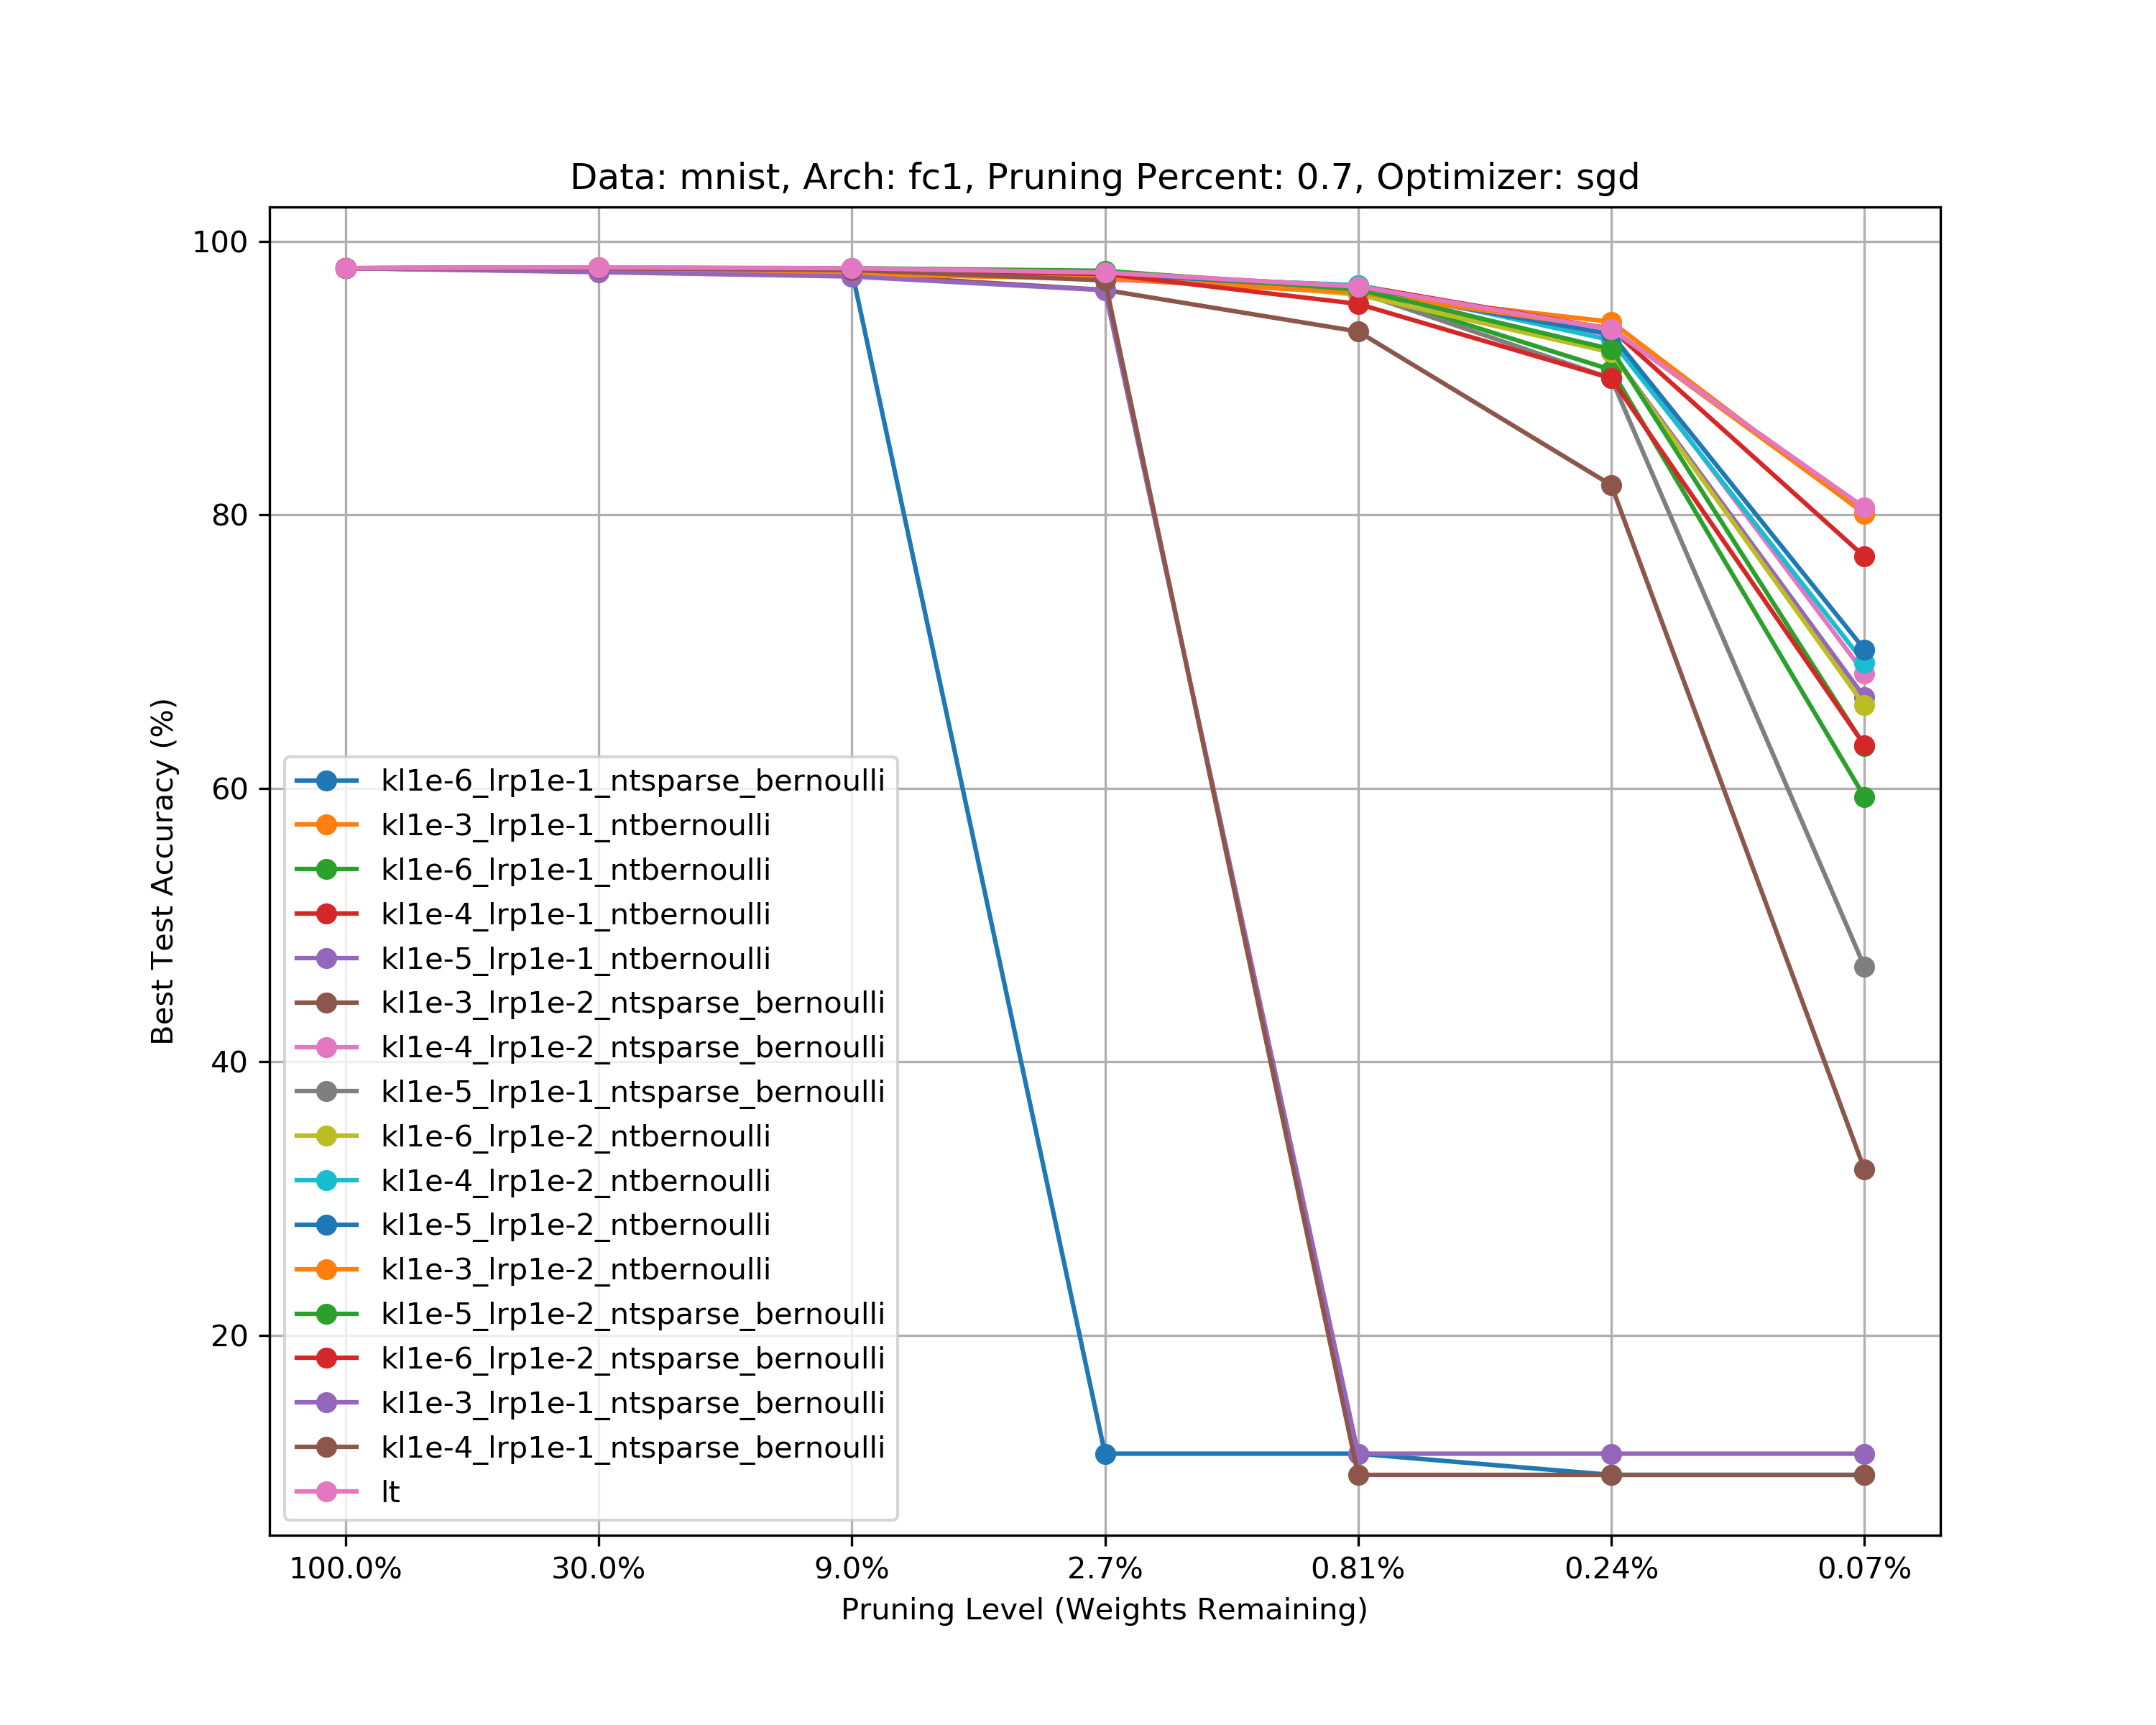 Data: mnist, Arch: fc1, Pruning Percent: 0.7, Optimizer: sgd
100
80
60
40
20
Best Test Accuracy (%)
kl1e-6_lrp1e-1_ntsparse_bernoulli
kl1e-3_lrp1e-1_ntbernoulli
kl1e-6_lrp1e-1_ntbernoulli
kl1e-4_lrp1e-1_ntbernoulli
kl1e-5_lrp1e-1_ntbernoulli
kl1e-3_lrp1e-2_ntsparse_bernoulli
kl1e-4_lrp1e-2_ntsparse_bernoulli
kl1e-5_lrp1e-1_ntsparse_bernoulli
kl1e-6_lrp1e-2_ntbernoulli
kl1e-4_lrp1e-2_ntbernoulli
kl1e-5_lrp1e-2_ntbernoulli
kl1e-3_lrp1e-2_ntbernoulli
kl1e-5_lrp1e-2_ntsparse_bernoulli
kl1e-6_lrp1e-2_ntsparse_bernoulli
kl1e-3_lrp1e-1_ntsparse_bernoulli
kl1e-4_lrp1e-1_ntsparse_bernoulli
lt
100.0% 30.0% 9.0% 2.7% 0.81% 0.24% 0.07%
Pruning Level (Weights Remaining)